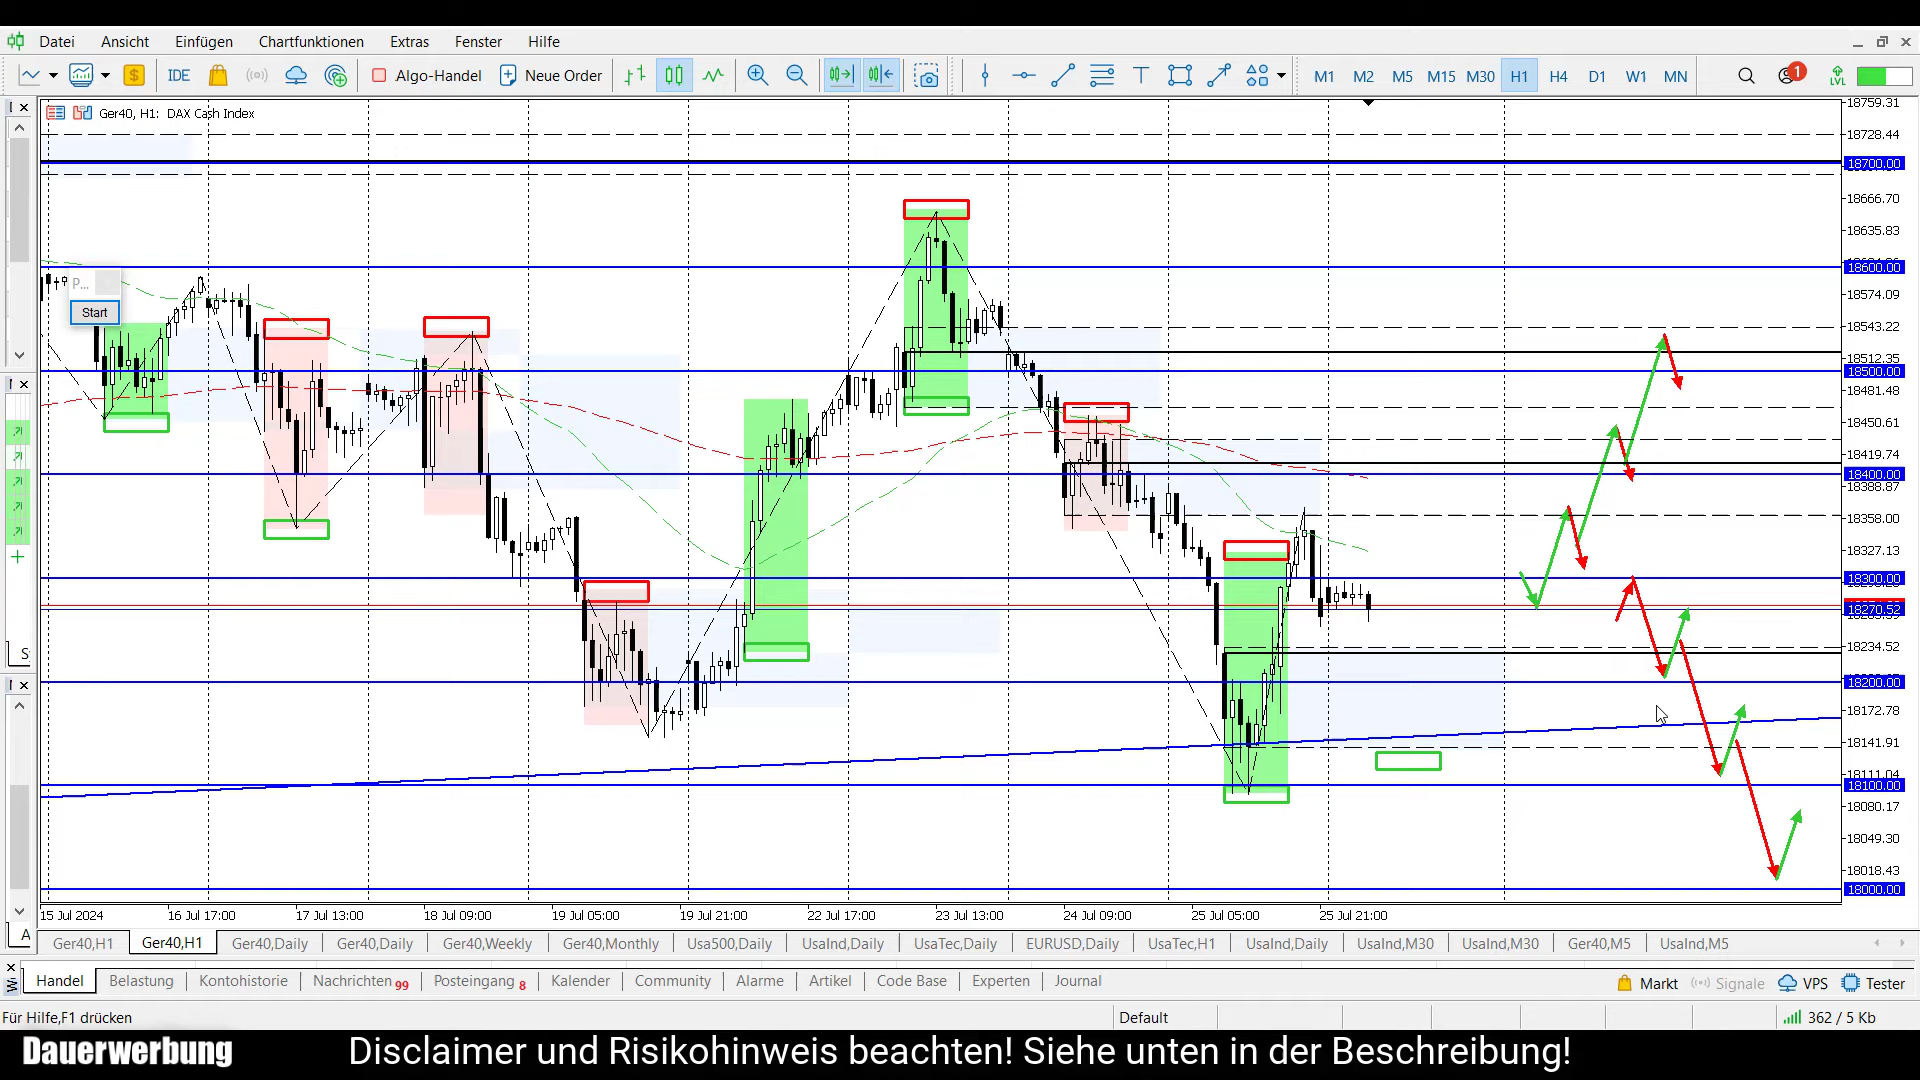 Datei Ansicht Einfügen Chartfunktionen Extras Fenster Hilfe
IDE Algo-Handel Neue Order M1 M2 M5 M15 M30 H1 H4 D1 W1 MN 1 LVL
Ger40, H1: DAX Cash Index
18759.31
18728.44
18700.00
18666.70
18635.83
18600.00
18574.09
18543.22
18512.35
18500.00
18481.48
18450.61
18419.74
18400.00
18388.87
18358.00
18327.13
18300.00
18270.52
18234.52
18200.00
18172.78
18141.91
18111.04
18100.00
18080.17
18049.30
18018.43
18000.00
P...
Start
S
A
15 Jul 2024 16 Jul 17:00 17 Jul 13:00 18 Jul 09:00 19 Jul 05:00 19 Jul 21:00 22 Jul 17:00 23 Jul 13:00 24 Jul 09:00 25 Jul 05:00 25 Jul 21:00
Ger40,H1 Ger40,H1 Ger40,Daily Ger40,Daily Ger40,Weekly Ger40,Monthly Usa500,Daily UsaInd,Daily UsaTec,Daily EURUSD,Daily UsaTec,H1 UsaInd,Daily UsaInd,M30 UsaInd,M30 Ger40,M5 UsaInd,M5
Handel Belastung Kontohistorie Nachrichten 99 Posteingang 8 Kalender Community Alarme Artikel Code Base Experten Journal Markt Signale VPS Tester
Für Hilfe,F1 drücken Default 362 / 5 Kb
Dauerwerbung Disclaimer und Risikohinweis beachten! Siehe unten in der Beschreibung!